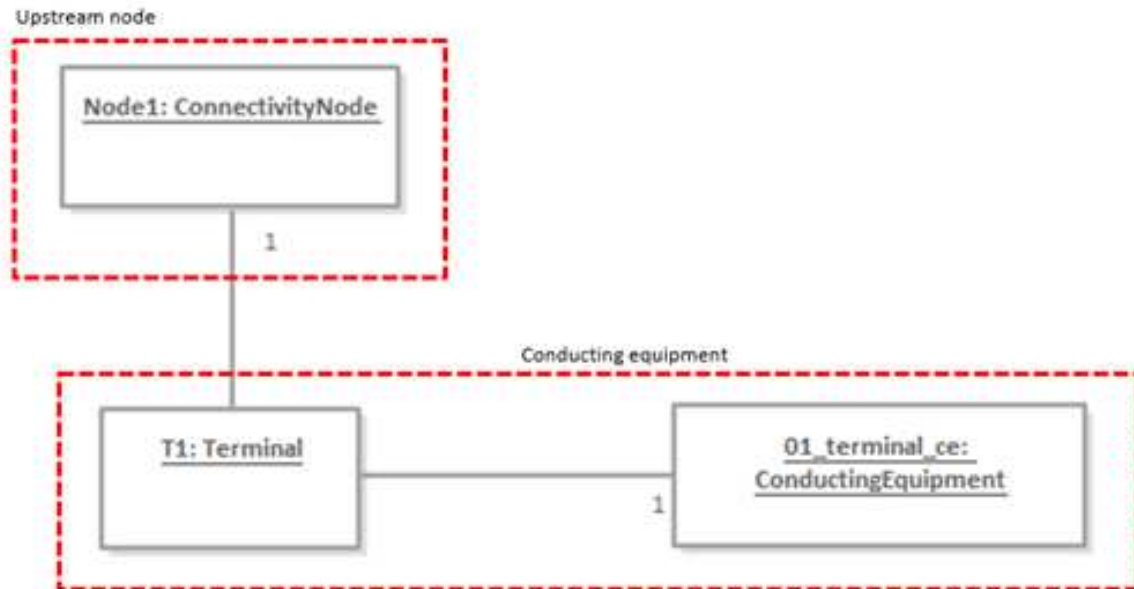 Upstream node
Node1: ConnectivityNode
1
Conducting equipment
T1: Terminal
01_terminal_ce:
ConductingEquipment
1